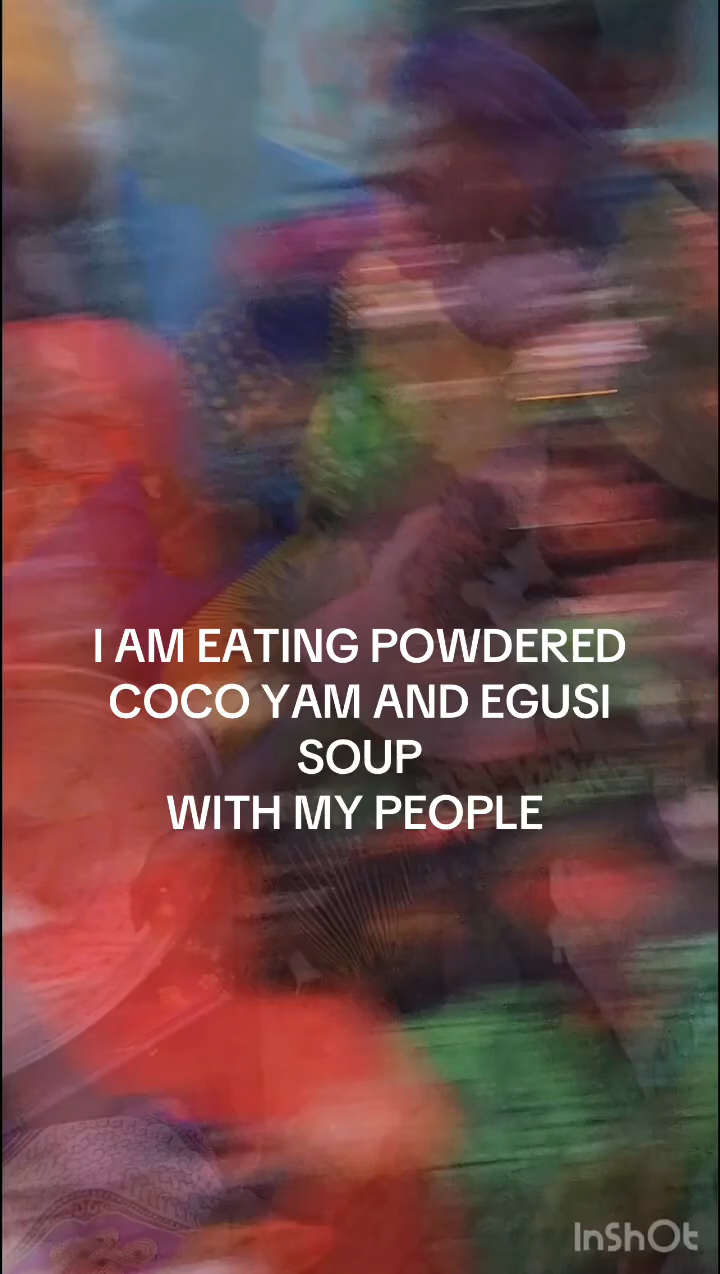 I AM EATING POWDERED
COCO YAM AND EGUSI
SOUP
WITH MY PEOPLE
InShOt